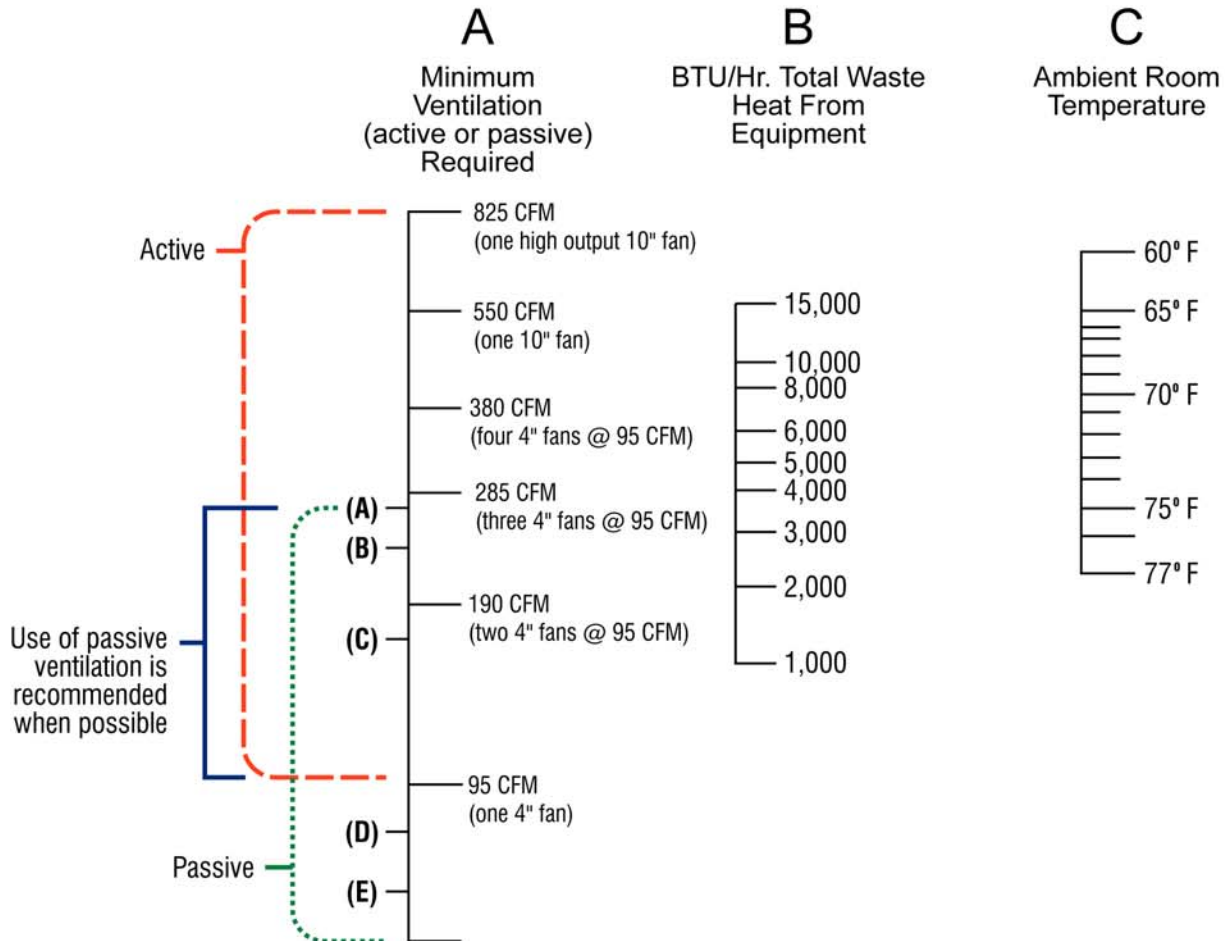 A
Minimum
Ventilation
(active or passive)
Required
B
BTU/Hr. Total Waste
Heat From
Equipment
C
Ambient Room
Temperature
Active
Use of passive
ventilation is
recommended
when possible
Passive
(A)
(B)
(C)
(D)
(E)
825 CFM
(one high output 10" fan)
550 CFM
(one 10" fan)
380 CFM
(four 4" fans @ 95 CFM)
285 CFM
(three 4" fans @ 95 CFM)
190 CFM
(two 4" fans @ 95 CFM)
95 CFM
(one 4" fan)
15,000
10,000
8,000
6,000
5,000
4,000
3,000
2,000
1,000
60° F
65° F
70° F
75° F
77° F